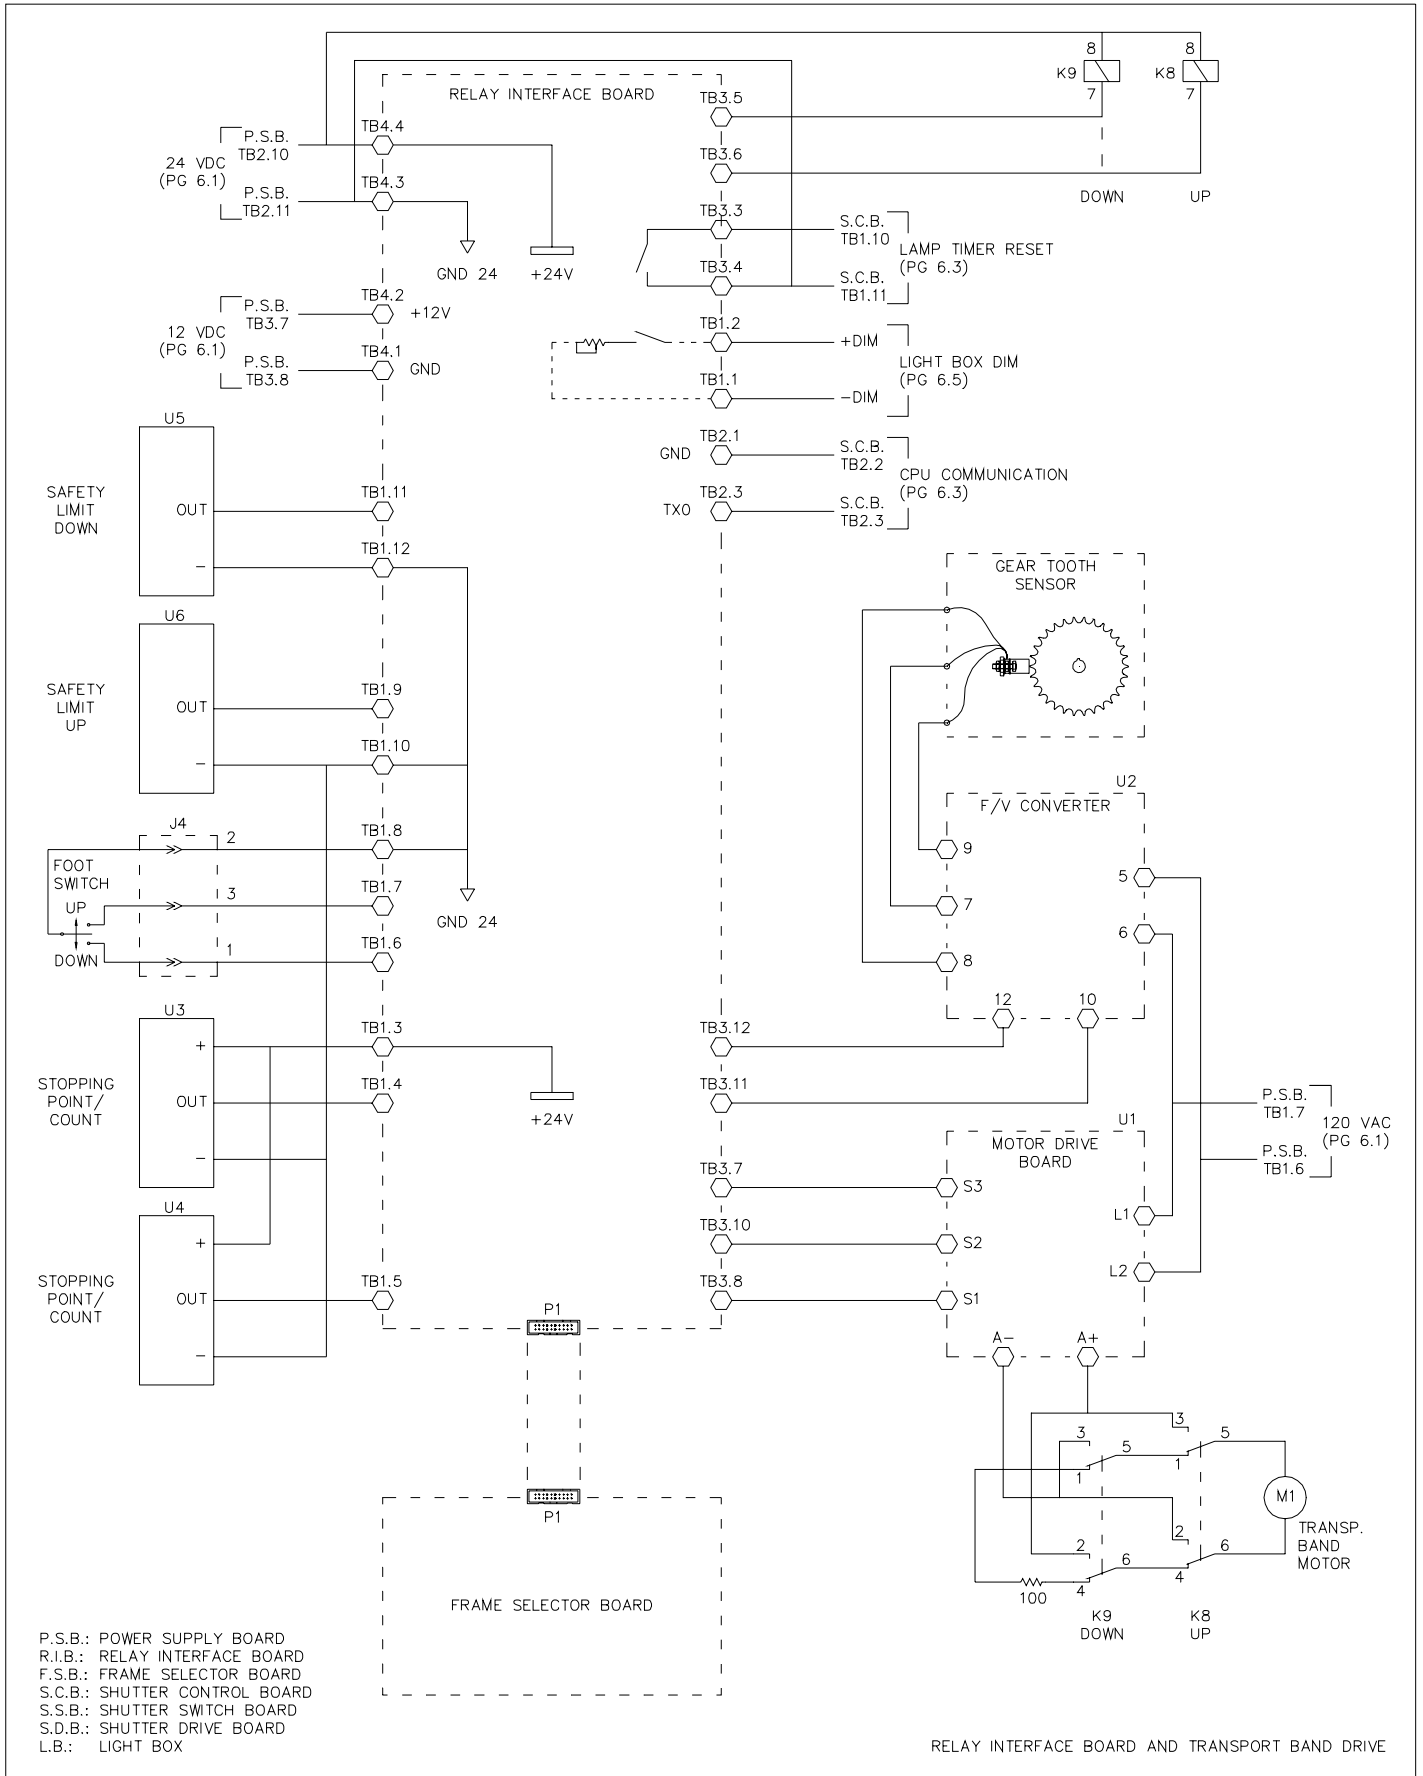 8
K9
7
8
K8
7
DOWN
UP
RELAY INTERFACE BOARD
TB3.5
TB3.6
TB4.4
P.S.B.
TB2.10
24 VDC
(PG 6.1)
TB4.3
P.S.B.
TB2.11
GND 24
+24V
TB3.3
S.C.B.
TB1.10
LAMP TIMER RESET
(PG 6.3)
TB3.4
S.C.B.
TB1.11
TB4.2
+12V
P.S.B.
TB3.7
12 VDC
(PG 6.1)
TB4.1
GND
P.S.B.
TB3.8
TB1.2
+DIM
LIGHT BOX DIM
(PG 6.5)
TB1.1
-DIM
TB2.1
GND
S.C.B.
TB2.2
CPU COMMUNICATION
(PG 6.3)
TB2.3
TX0
S.C.B.
TB2.3
U5
SAFETY
LIMIT
DOWN
OUT
-
TB1.11
TB1.12
U6
SAFETY
LIMIT
UP
OUT
-
TB1.9
TB1.10
GEAR TOOTH
SENSOR
J4
2
3
1
FOOT
SWITCH
UP
DOWN
TB1.8
TB1.7
TB1.6
GND 24
U2
F/V CONVERTER
9
7
8
5
6
12
10
U3
STOPPING
POINT/
COUNT
+
OUT
-
TB1.3
TB1.4
+24V
TB3.12
TB3.11
P.S.B.
TB1.7
120 VAC
(PG 6.1)
P.S.B.
TB1.6
U1
MOTOR DRIVE
BOARD
TB3.7
S3
TB3.10
S2
TB3.8
S1
L1
L2
A-
A+
U4
STOPPING
POINT/
COUNT
+
OUT
-
TB1.5
P1
P1
FRAME SELECTOR BOARD
3
5
1
3
5
1
2
6
4
2
6
4
100
K9
DOWN
K8
UP
M1
TRANSP.
BAND
MOTOR
P.S.B.: POWER SUPPLY BOARD
R.I.B.: RELAY INTERFACE BOARD
F.S.B.: FRAME SELECTOR BOARD
S.C.B.: SHUTTER CONTROL BOARD
S.S.B.: SHUTTER SWITCH BOARD
S.D.B.: SHUTTER DRIVE BOARD
L.B.: LIGHT BOX
RELAY INTERFACE BOARD AND TRANSPORT BAND DRIVE